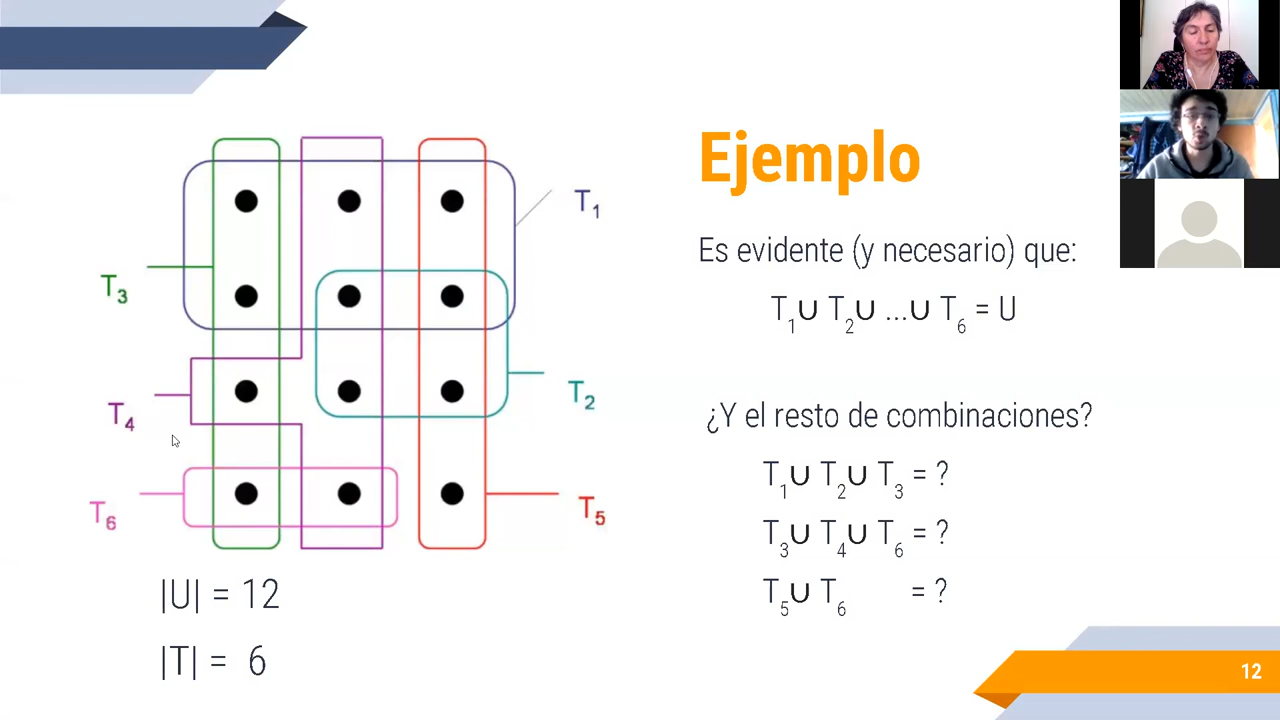 Ejemplo
T1
T3
T4
T2
T6
T5
|U| = 12
|T| = 6
Es evidente (y necesario) que:
T1∪ T2∪ ...∪ T6 = U
¿Y el resto de combinaciones?
T1∪ T2∪ T3 = ?
T3∪ T4∪ T6 = ?
T5∪ T6 = ?
12